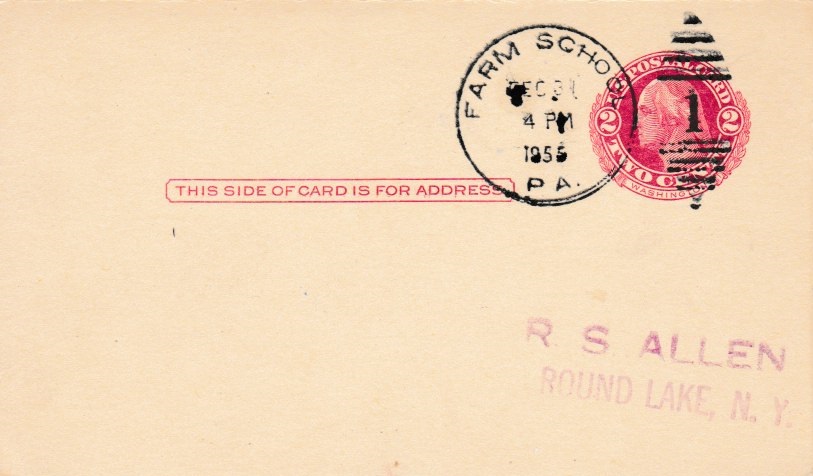 FARM SCHOOL
DEC 31
4 PM
1955
PA.
U.S. POSTAL CARD
2 2
1
TWO CENTS
WASHINGTON
THIS SIDE OF CARD IS FOR ADDRESS
R S ALLEN
ROUND LAKE, N. Y.